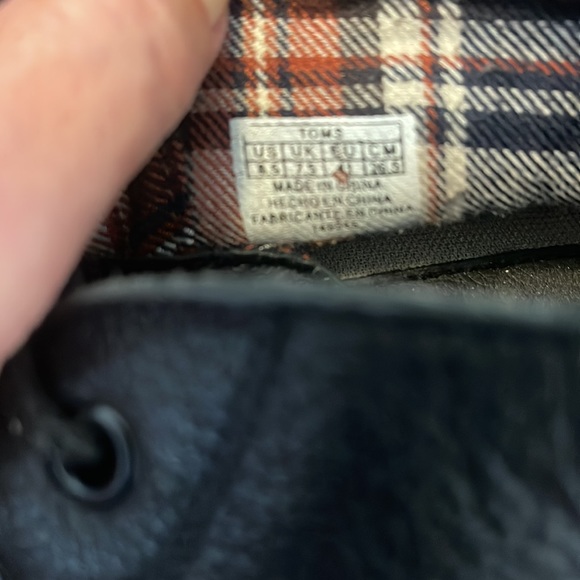 TOMS
US UK EU CM
8.5 7.5 41 26.5
MADE IN CHINA
HECHO EN CHINA
FABRICANTE EN CHINA